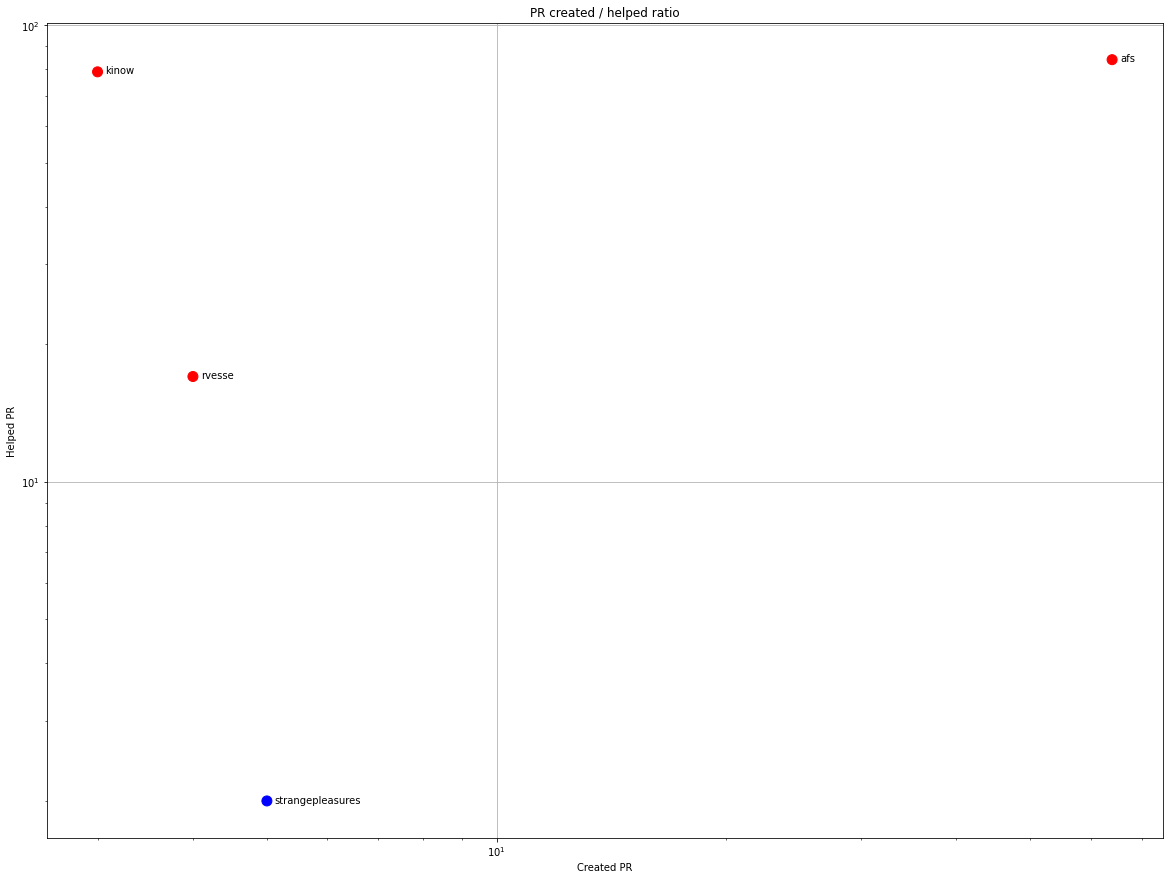 PR created / helped ratio
10²
kinow
afs
rvesse
Helped PR
10¹
strangepleasures
10¹
Created PR